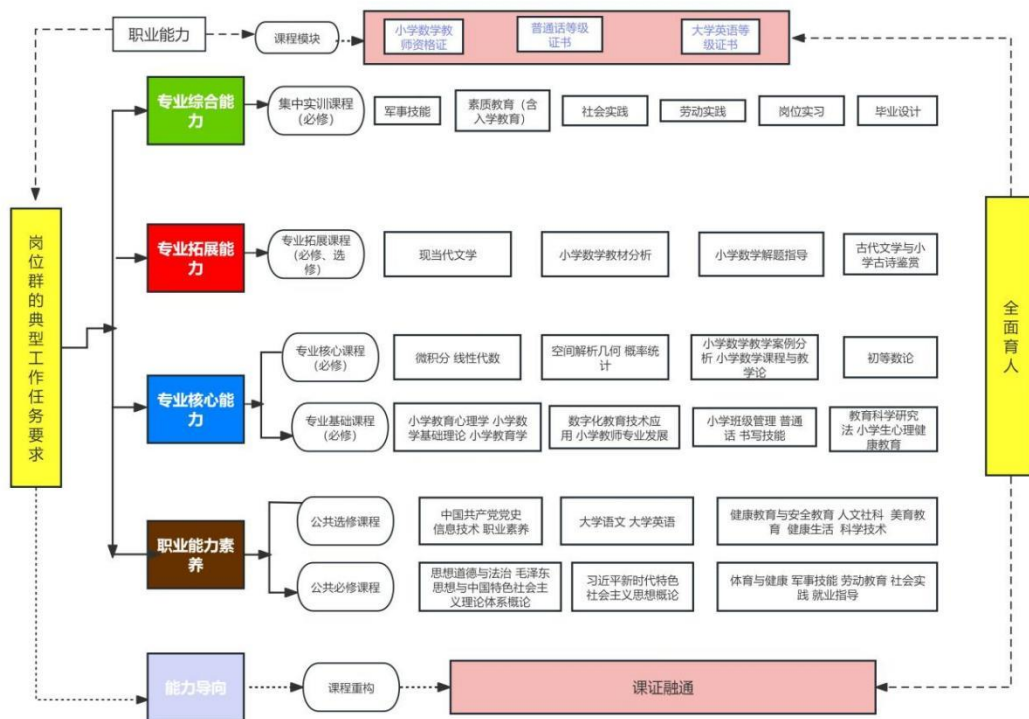 职业能力
课程模块
小学数学教
师资格证
普通话等级
证书
大学英语等
级证书
专业综合能
力
集中实训课程
(必修)
军事技能
素质教育(含
入学教育)
社会实践
劳动实践
岗位实习
毕业设计
岗位群的典型工作任务要求
全面育人
专业拓展能
力
专业拓展课程
(必修、选
修)
现当代文学
小学数学教材分析
小学数学解题指导
古代文学与小
学古诗鉴赏
专业核心能
力
专业核心课程
(必修)
微积分 线性代数
空间解析几何 概率统
计
小学数学教学案例分
析 小学数学课程与教
学论
初等数论
专业基础课程
(必修)
小学教育心理学 小学数
学基础理论 小学教育学
数字化教育技术应
用 小学教师专业发展
小学班级管理 普通
话 书写技能
教育科学研究
法 小学生心理健
康教育
职业能力素
养
公共选修课程
中国共产党党史
信息技术 职业素养
大学语文 大学英语
健康教育与安全教育 人文社科 美育教
育 健康生活 科学技术
公共必修课程
思想道德与法治 毛泽东
思想与中国特色社会主
义理论体系概论
习近平新时代特色
社会主义思想概论
体育与健康 军事技能 劳动教育 社会实
践 就业指导
能力导向
课程重构
课证融通